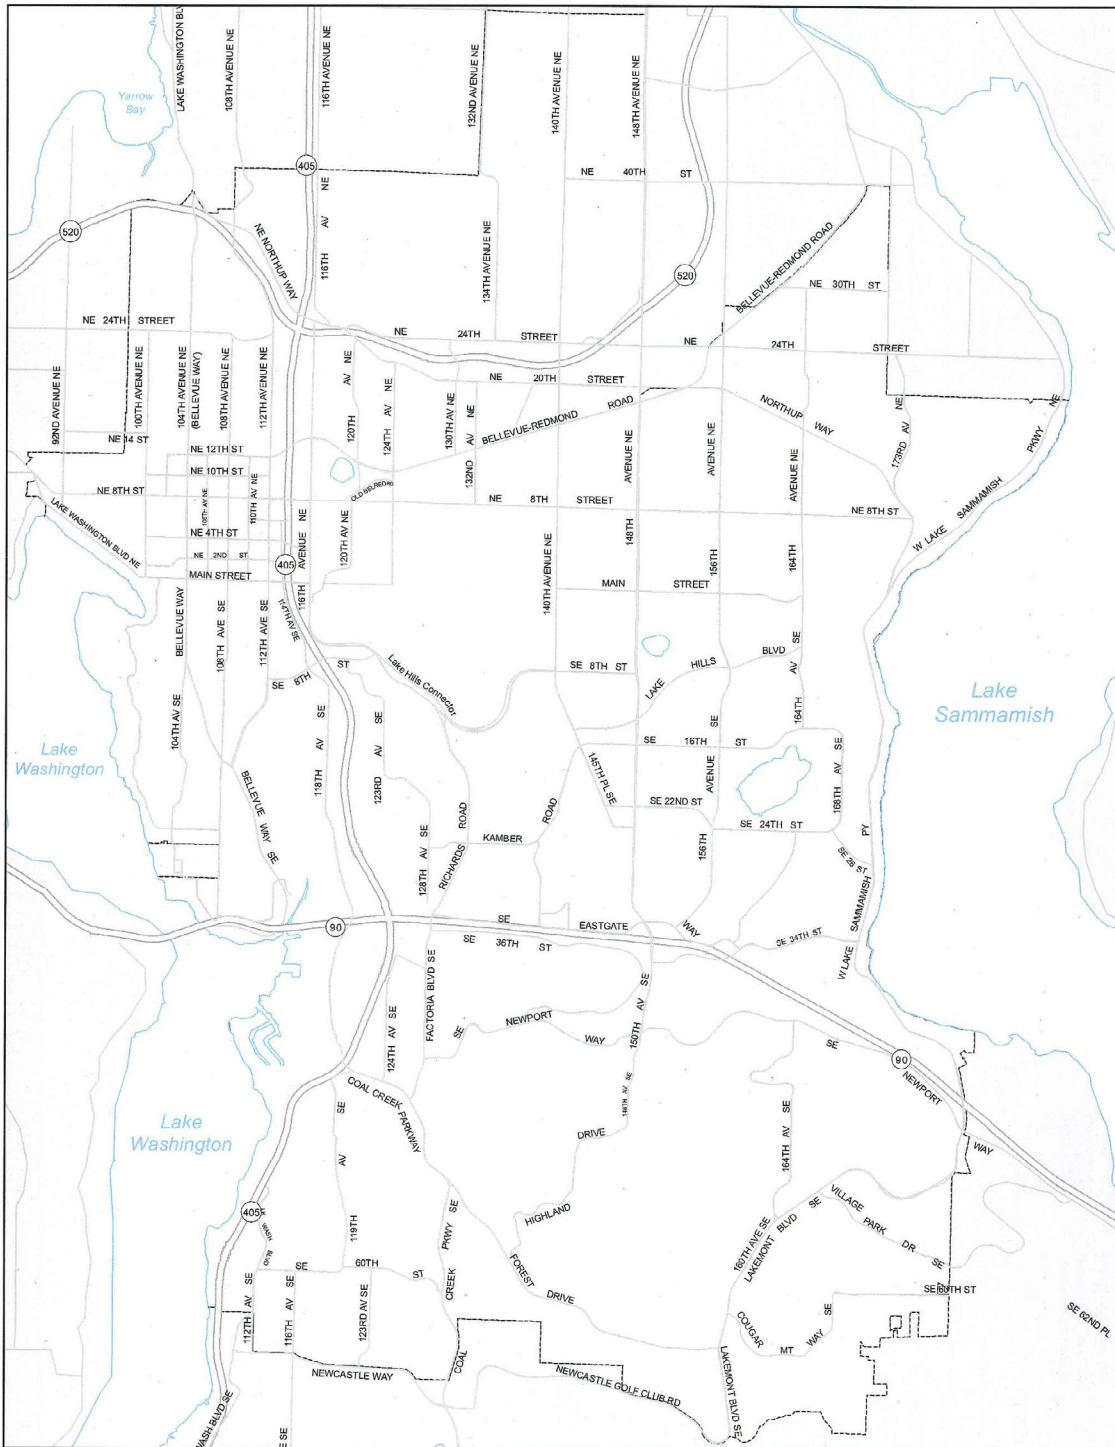 LAKE WASHINGTON BLV
108TH AVENUE NE
116TH AVENUE NE
132ND AVENUE NE
140TH AVENUE NE
148TH AVENUE NE
Yarrow
Bay
405
NE 40TH ST
520
NE NORTHUP WAY
116TH AV NE
134TH AVENUE NE
BELLEVUE-REDMOND ROAD
520
NE 30TH ST
NE 24TH STREET
NE 24TH STREET
NE 24TH STREET
92ND AVENUE NE
100TH AVENUE NE
104TH AVENUE NE
(BELLEVUE WAY)
108TH AVENUE NE
112TH AVENUE NE
120TH AV NE
124TH AV NE
130TH AV NE
132ND AV NE
NE 20TH STREET
BELLEVUE-REDMOND ROAD
NORTHUP WAY
173RD AV NE
W LAKE SAMMAMISH PKWY NE
NE 14 ST
NE 12TH ST
NE 10TH ST
NE 8TH ST
OLD BELRED RD
NE 8TH STREET
NE 8TH ST
LAKE WASHINGTON BLVD NE
110TH AV NE
NE 4TH ST
NE 2ND ST
MAIN STREET
405
116TH AVENUE NE
120TH AV NE
140TH AVENUE NE
148TH AVENUE NE
156TH AVENUE NE
164TH AVENUE NE
MAIN STREET
114TH AV SE
BELLEVUE WAY
108TH AVE SE
112TH AVE SE
SE 8TH ST
Lake Hills Connector
SE 8TH ST
LAKE HILLS BLVD
164TH AV SE
Lake
Sammamish
Lake
Washington
104TH AV SE
BELLEVUE WAY SE
118TH AV SE
123RD AV SE
128TH AV SE
RICHARDS ROAD
KAMBER ROAD
145TH PL SE
SE 16TH ST
SE 22ND ST
156TH AVENUE SE
SE 24TH ST
168TH AV SE
SE 26 ST
W LAKE SAMMAMISH PY
90
SE EASTGATE WAY
SE 36TH ST
SE 34TH ST
FACTORIA BLVD SE
124TH AV SE
SE NEWPORT WAY
150TH AV SE
SE NEWPORT WAY
90
COAL CREEK PARKWAY
Lake
Washington
148TH AV SE
HIGHLAND DRIVE
164TH AV SE
405
WASH BLVD
119TH AV SE
SE 60TH ST
COAL CREEK PKWY SE
FOREST DRIVE
160TH AVE SE
LAKEMONT BLVD SE
VILLAGE PARK DR SE
SE 60TH ST
SE 62ND PL
112TH AV SE
116TH AV SE
123RD AV SE
COUGAR MT WAY SE
NEWCASTLE WAY
NEWCASTLE GOLF CLUB RD
LAKEMONT BLVD SE
WASH BLVD SE
E SE